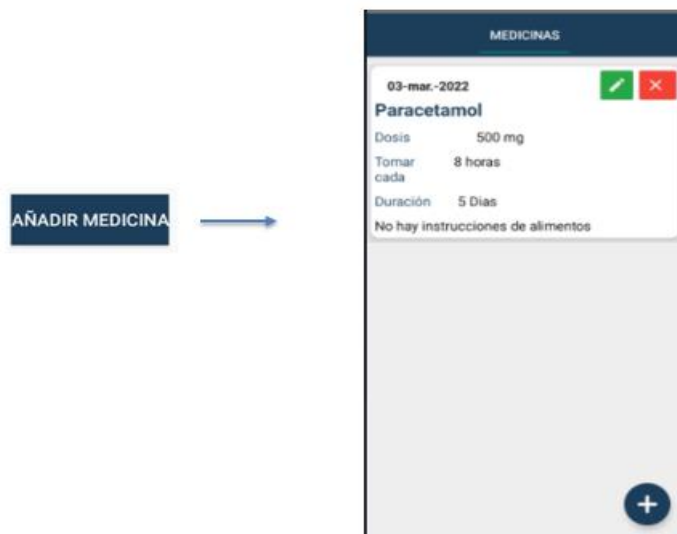 AÑADIR MEDICINA
MEDICINAS
03-mar.-2022
Paracetamol
Dosis 500 mg
Tomar cada 8 horas
Duración 5 Dias
No hay instrucciones de alimentos